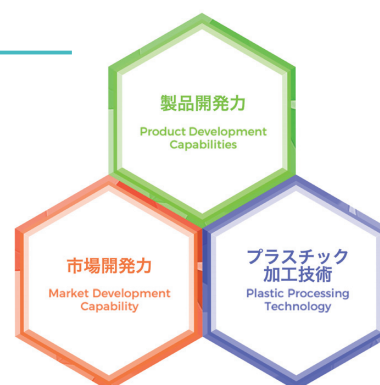 製品開発力
Product Development
Capabilities
市場開発力
Market Development
Capability
プラスチック
加工技術
Plastic Processing
Technology